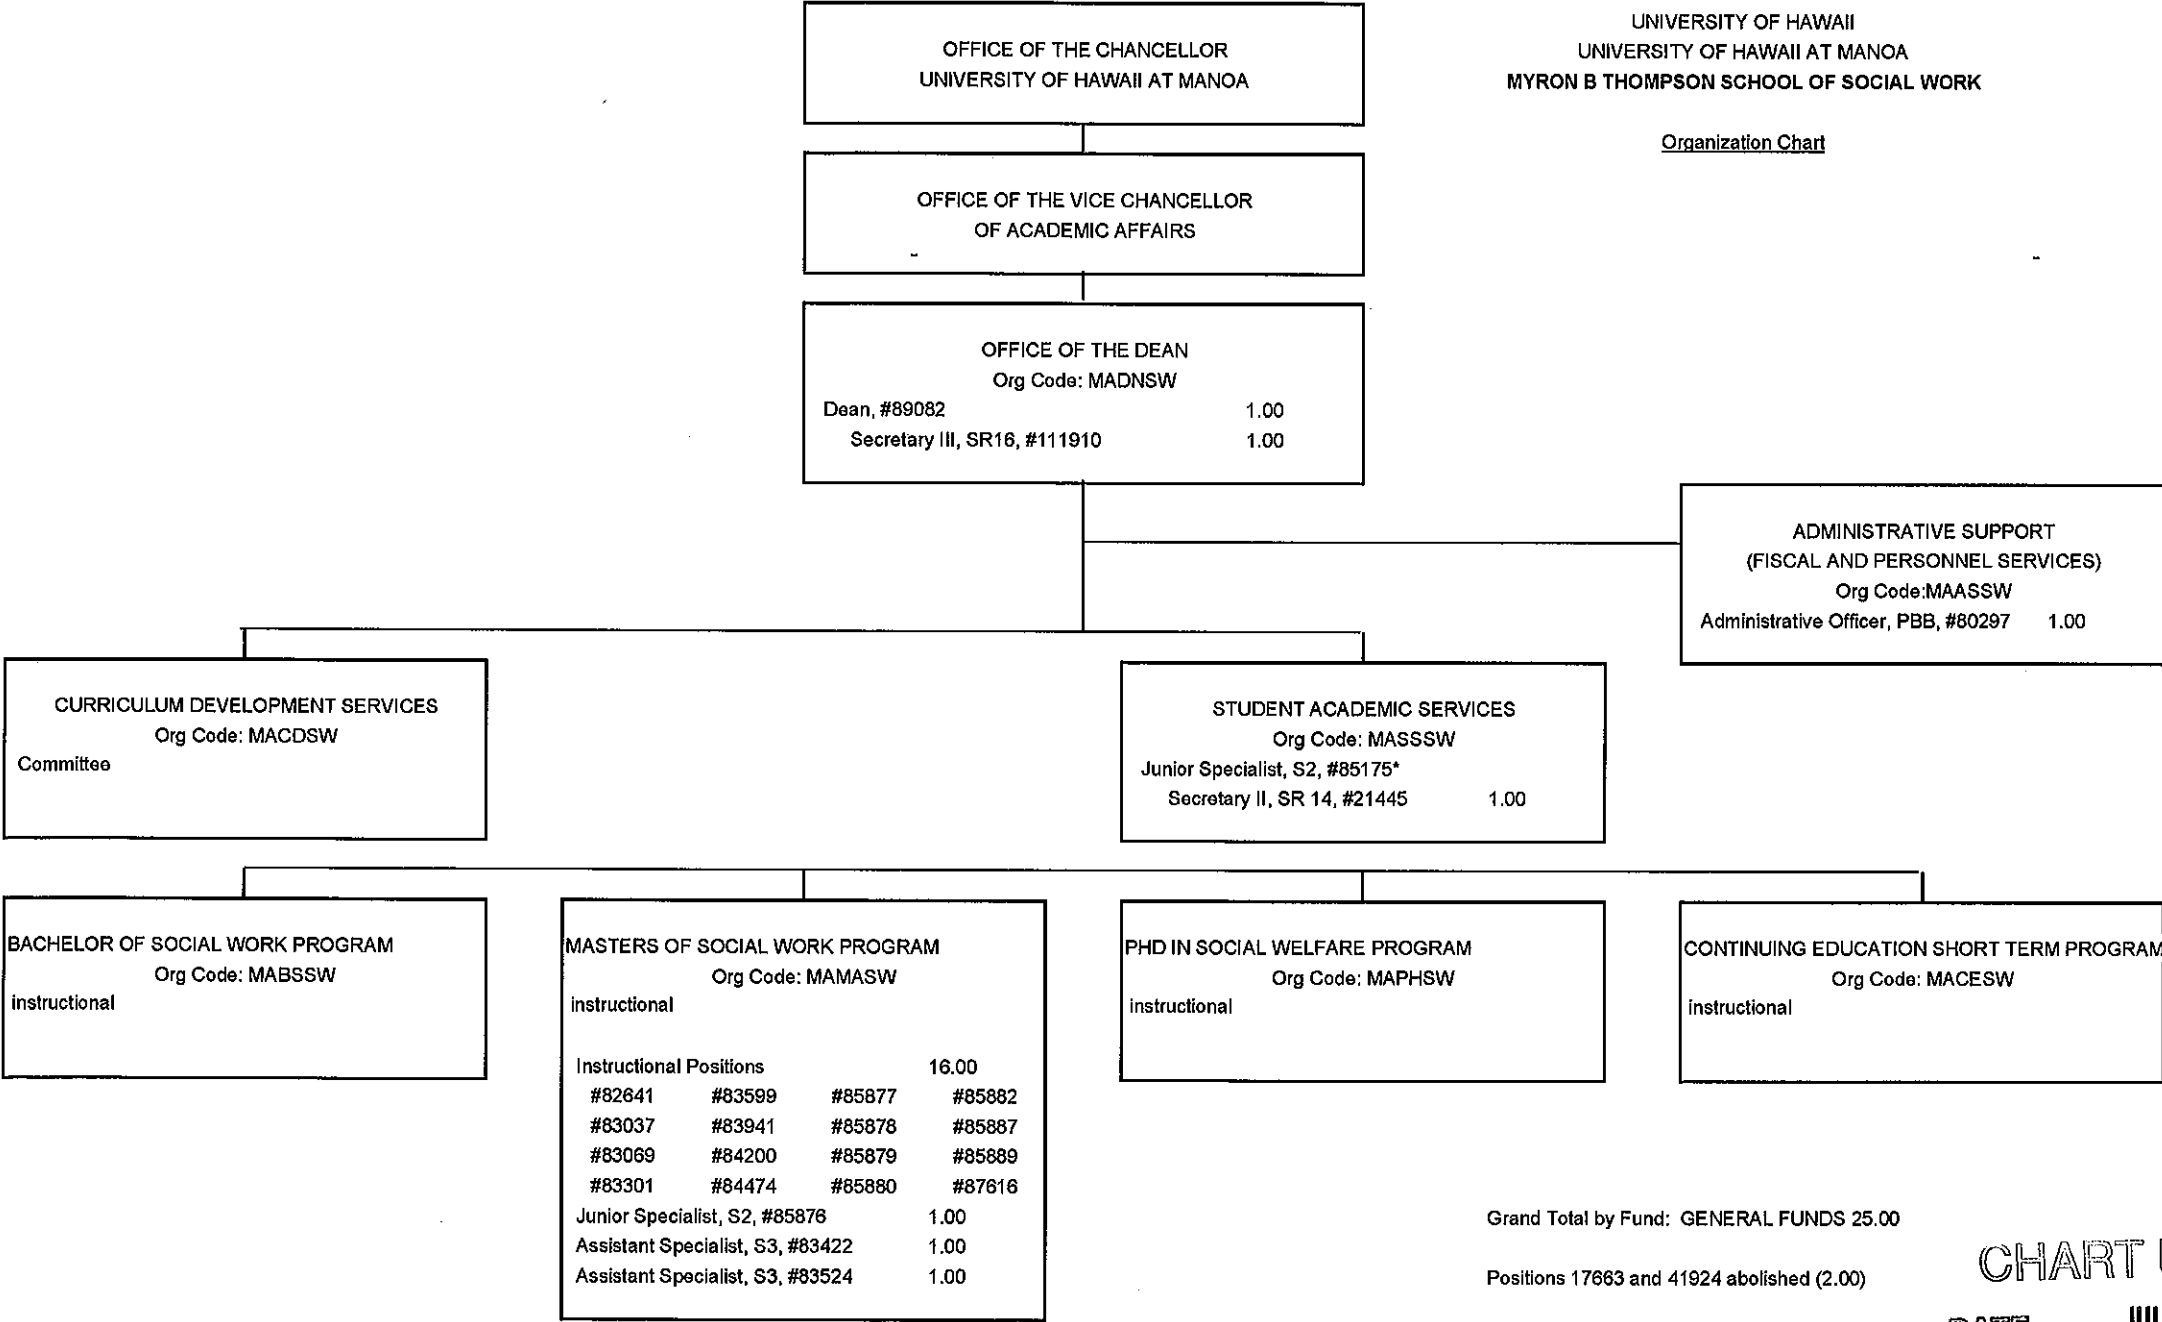 OFFICE OF THE CHANCELLOR
UNIVERSITY OF HAWAII AT MANOA
UNIVERSITY OF HAWAII
UNIVERSITY OF HAWAII AT MANOA
MYRON B THOMPSON SCHOOL OF SOCIAL WORK
Organization Chart
OFFICE OF THE VICE CHANCELLOR
OF ACADEMIC AFFAIRS
OFFICE OF THE DEAN
Org Code: MADNSW
Dean, #89082 1.00
Secretary III, SR16, #111910 1.00
ADMINISTRATIVE SUPPORT
(FISCAL AND PERSONNEL SERVICES)
Org Code:MAASSW
Administrative Officer, PBB, #80297 1.00
CURRICULUM DEVELOPMENT SERVICES
Org Code: MACDSW
Committee
STUDENT ACADEMIC SERVICES
Org Code: MASSSW
Junior Specialist, S2, #85175*
Secretary II, SR 14, #21445 1.00
BACHELOR OF SOCIAL WORK PROGRAM
Org Code: MABSSW
instructional
MASTERS OF SOCIAL WORK PROGRAM
Org Code: MAMASW
instructional
Instructional Positions 16.00
#82641 #83599 #85877 #85882
#83037 #83941 #85878 #85887
#83069 #84200 #85879 #85889
#83301 #84474 #85880 #87616
Junior Specialist, S2, #85876 1.00
Assistant Specialist, S3, #83422 1.00
Assistant Specialist, S3, #83524 1.00
PHD IN SOCIAL WELFARE PROGRAM
Org Code: MAPHSW
instructional
CONTINUING EDUCATION SHORT TERM PROGRAM
Org Code: MACESW
instructional
Grand Total by Fund: GENERAL FUNDS 25.00
Positions 17663 and 41924 abolished (2.00)
CHART